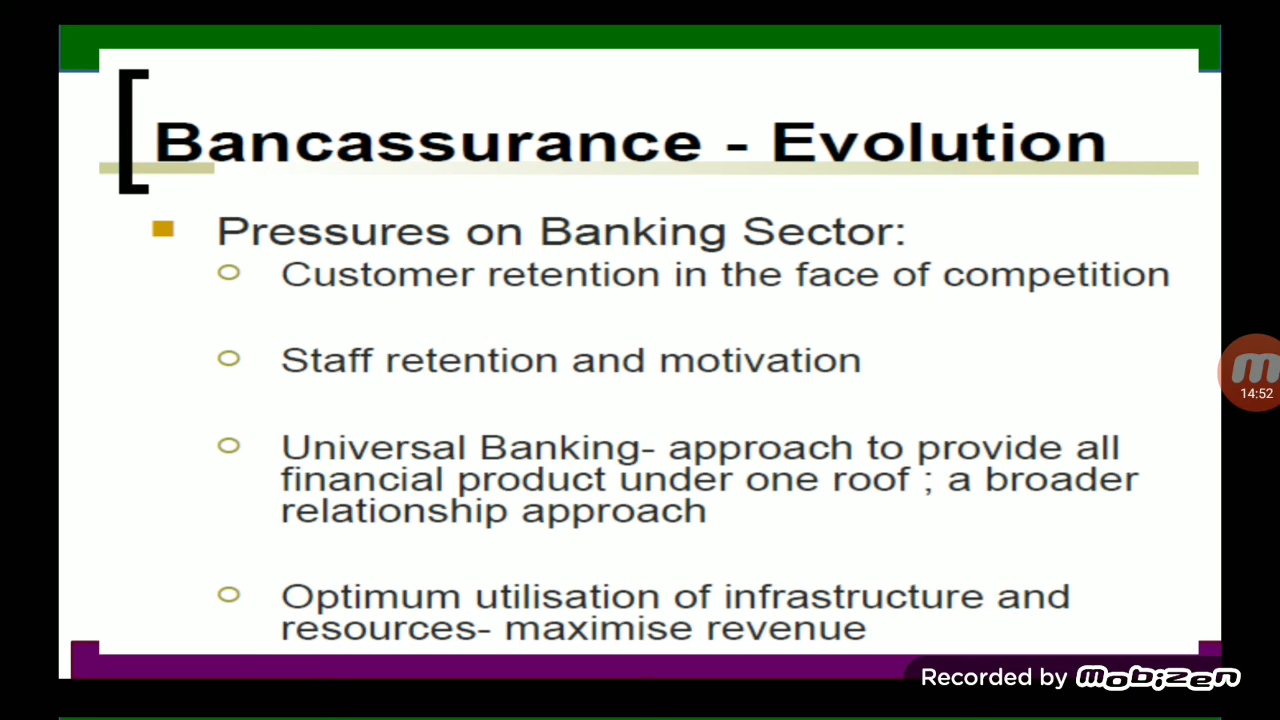 Bancassurance - Evolution
Pressures on Banking Sector:
Customer retention in the face of competition
Staff retention and motivation
Universal Banking- approach to provide all
financial product under one roof ; a broader
relationship approach
Optimum utilisation of infrastructure and
resources- maximise revenue
14:52
Recorded by mobizen